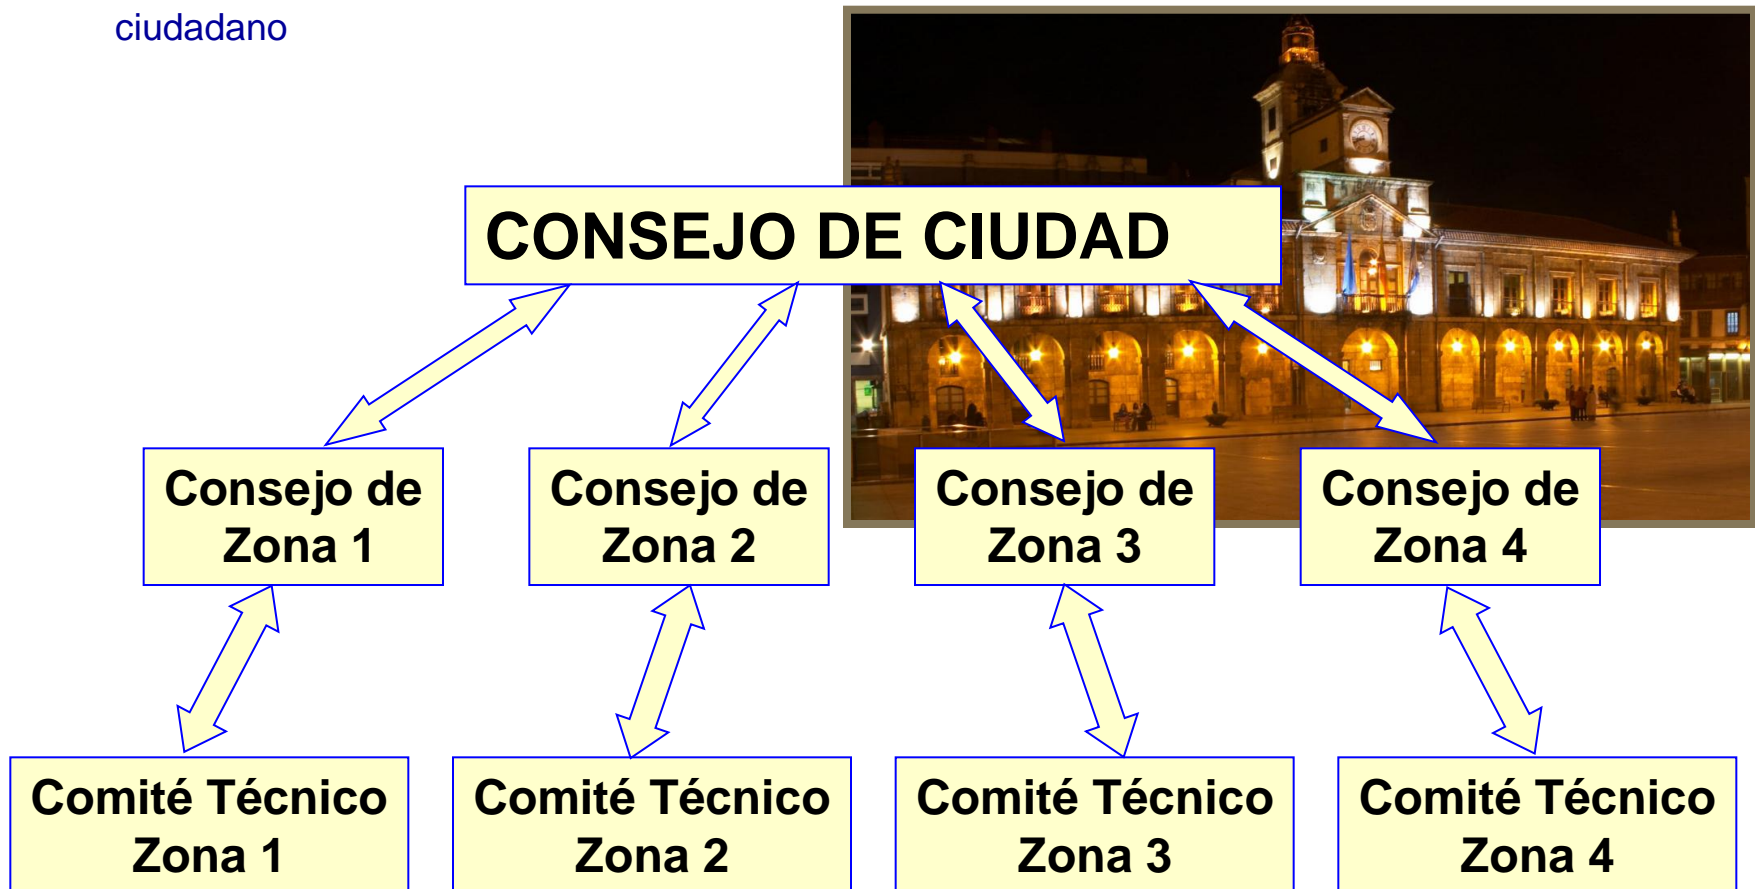 ciudadano
CONSEJO DE CIUDAD
Consejo de
Zona 1
Consejo de
Zona 2
Consejo de
Zona 3
Consejo de
Zona 4
Comité Técnico
Zona 1
Comité Técnico
Zona 2
Comité Técnico
Zona 3
Comité Técnico
Zona 4